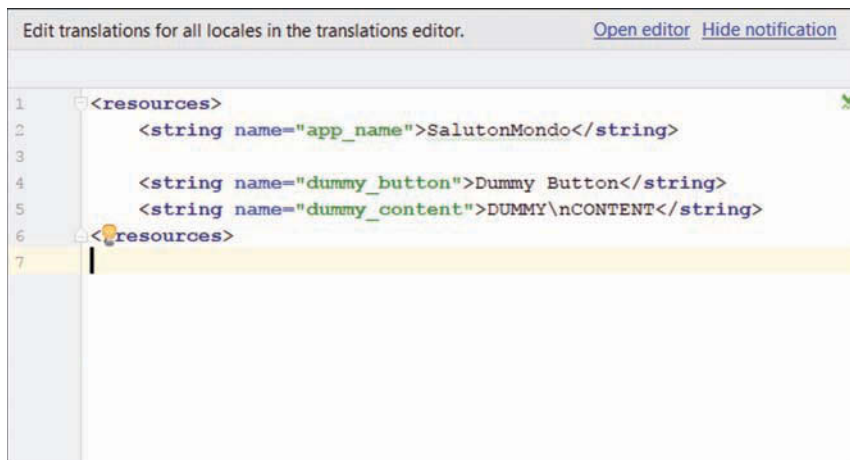 Edit translations for all locales in the translations editor. Open editor Hide notification
1 <resources>
2 <string name="app_name">SalutonMondo</string>
3
4 <string name="dummy_button">Dummy Button</string>
5 <string name="dummy_content">DUMMY\nCONTENT</string>
6 <resources>
7